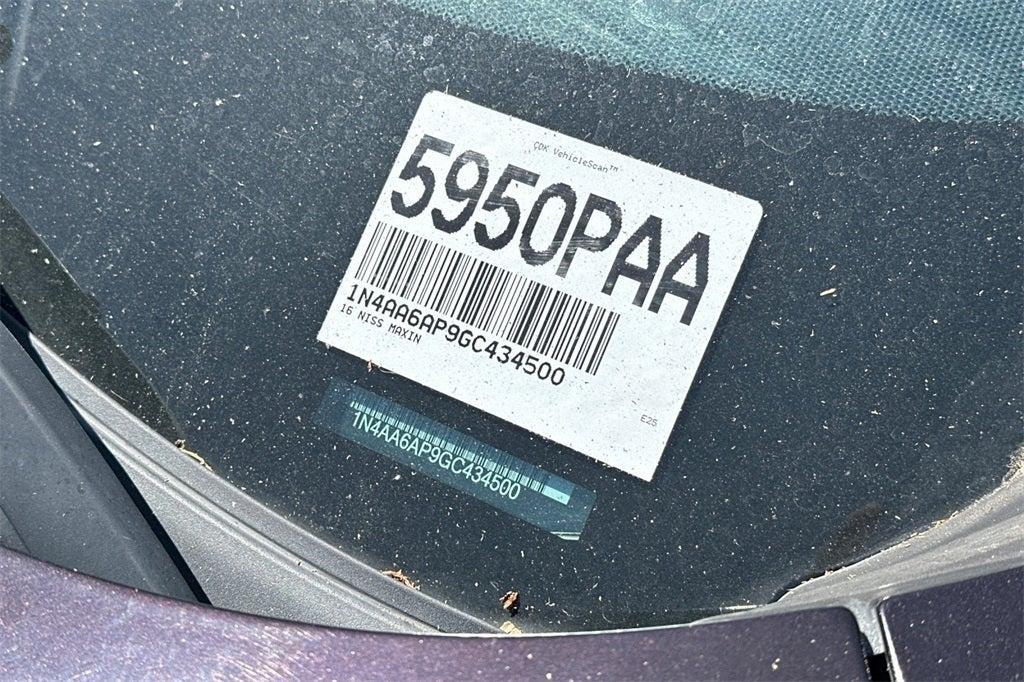 CDK VehicleScan™
5950PAA
1N4AA6AP9GC434500
16 NISS MAXIN
E25
1N4AA6AP9GC434500